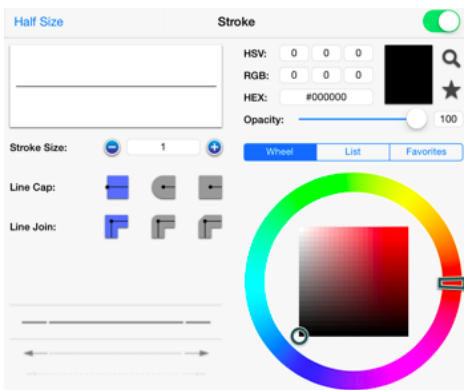 Half Size Stroke
HSV: 0 0 0
RGB: 0 0 0
HEX: #000000
Opacity: 100
Stroke Size: 1
Wheel List Favorites
Line Cap:
Line Join: